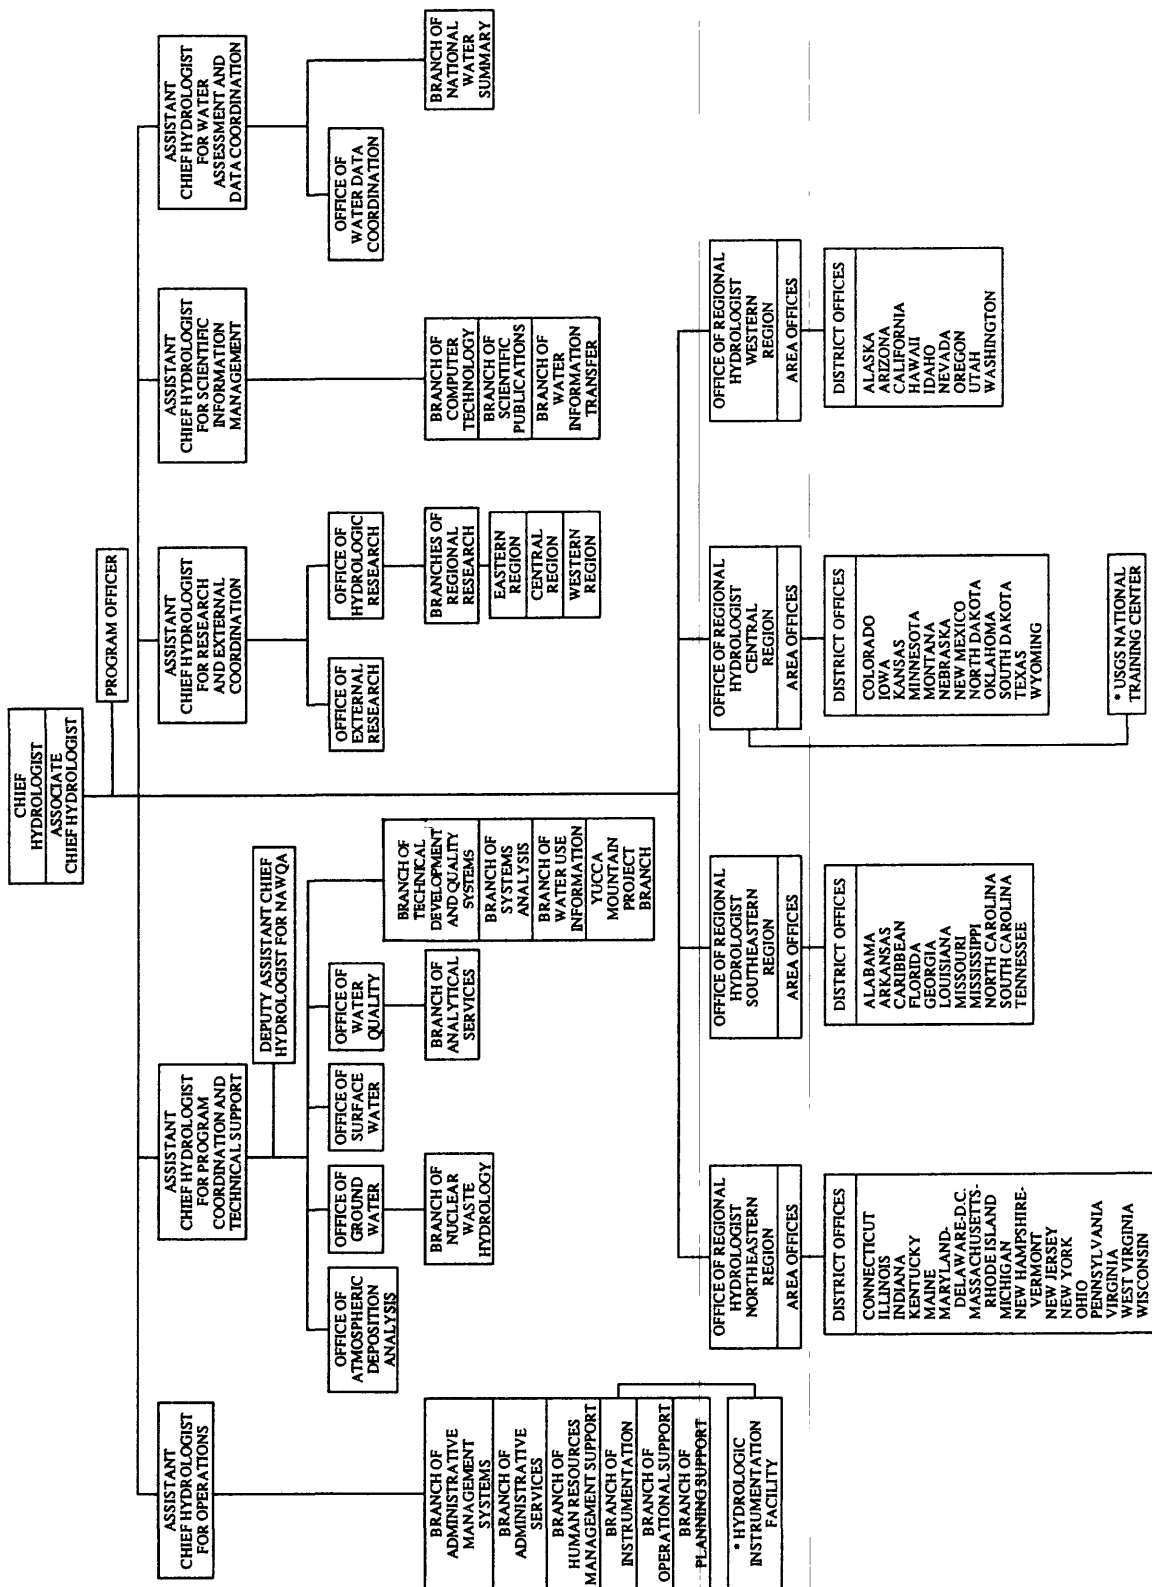 CHIEF
HYDROLOGIST
ASSOCIATE
CHIEF HYDROLOGIST
PROGRAM OFFICER
ASSISTANT
CHIEF HYDROLOGIST
FOR OPERATIONS
BRANCH OF
ADMINISTRATIVE
MANAGEMENT
SYSTEMS
BRANCH OF
ADMINISTRATIVE
SERVICES
BRANCH OF
HUMAN RESOURCES
MANAGEMENT SUPPORT
BRANCH OF
INSTRUMENTATION
BRANCH OF
OPERATIONAL SUPPORT
BRANCH OF
PLANNING SUPPORT
* HYDROLOGIC
INSTRUMENTATION
FACILITY
ASSISTANT
CHIEF HYDROLOGIST
FOR PROGRAM
COORDINATION AND
TECHNICAL SUPPORT
DEPUTY ASSISTANT CHIEF
HYDROLOGIST FOR NAWQA
OFFICE OF
ATMOSPHERIC
DEPOSITION
ANALYSIS
OFFICE OF
GROUND
WATER
BRANCH OF
NUCLEAR
WASTE
HYDROLOGY
OFFICE OF
SURFACE
WATER
OFFICE OF
WATER
QUALITY
BRANCH OF
ANALYTICAL
SERVICES
BRANCH OF
TECHNICAL
DEVELOPMENT
AND QUALITY
SYSTEMS
BRANCH OF
SYSTEMS
ANALYSIS
BRANCH OF
WATER USE
INFORMATION
YUCCA
MOUNTAIN
PROJECT
BRANCH
ASSISTANT
CHIEF HYDROLOGIST
FOR RESEARCH
AND EXTERNAL
COORDINATION
OFFICE OF
EXTERNAL
RESEARCH
OFFICE OF
HYDROLOGIC
RESEARCH
BRANCHES OF
REGIONAL
RESEARCH
EASTERN
REGION
CENTRAL
REGION
WESTERN
REGION
ASSISTANT
CHIEF HYDROLOGIST
FOR SCIENTIFIC
INFORMATION
MANAGEMENT
BRANCH OF
COMPUTER
TECHNOLOGY
BRANCH OF
SCIENTIFIC
PUBLICATIONS
BRANCH OF
WATER
INFORMATION
TRANSFER
ASSISTANT
CHIEF HYDROLOGIST
FOR WATER
ASSESSMENT AND
DATA COORDINATION
OFFICE OF
WATER DATA
COORDINATION
BRANCH OF
NATIONAL
WATER
SUMMARY
OFFICE OF REGIONAL
HYDROLOGIST
NORTHEASTERN
REGION
AREA OFFICES
DISTRICT OFFICES
CONNECTICUT
ILLINOIS
INDIANA
KENTUCKY
MAINE
MARYLAND-
DELAWARE-D.C.
MASSACHUSETTS-
RHODE ISLAND
MICHIGAN
NEW HAMPSHIRE-
VERMONT
NEW JERSEY
NEW YORK
OHIO
PENNSYLVANIA
VIRGINIA
WEST VIRGINIA
WISCONSIN
OFFICE OF REGIONAL
HYDROLOGIST
SOUTHEASTERN
REGION
AREA OFFICES
DISTRICT OFFICES
ALABAMA
ARKANSAS
CARIBBEAN
FLORIDA
GEORGIA
LOUISIANA
MISSOURI
MISSISSIPPI
NORTH CAROLINA
SOUTH CAROLINA
TENNESSEE
OFFICE OF REGIONAL
HYDROLOGIST
CENTRAL
REGION
AREA OFFICES
DISTRICT OFFICES
COLORADO
IOWA
KANSAS
MINNESOTA
MONTANA
NEBRASKA
NEW MEXICO
NORTH DAKOTA
OKLAHOMA
SOUTH DAKOTA
TEXAS
WYOMING
* USGS NATIONAL
TRAINING CENTER
OFFICE OF REGIONAL
HYDROLOGIST
WESTERN
REGION
AREA OFFICES
DISTRICT OFFICES
ALASKA
ARIZONA
CALIFORNIA
HAWAII
IDAHO
NEVADA
OREGON
UTAH
WASHINGTON